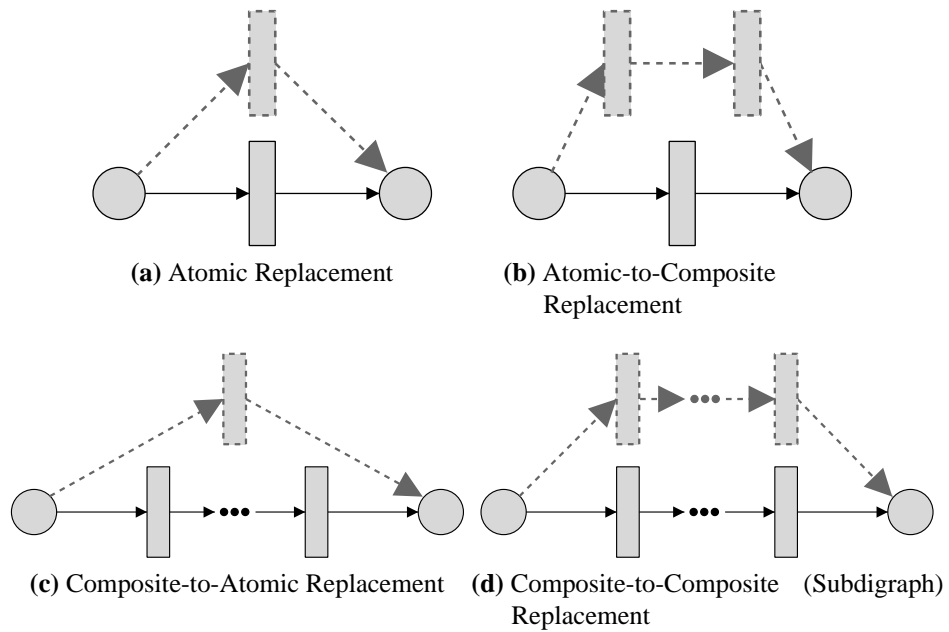 (a) Atomic Replacement
(b) Atomic-to-Composite
Replacement
(c) Composite-to-Atomic Replacement
(d) Composite-to-Composite (Subdigraph)
Replacement